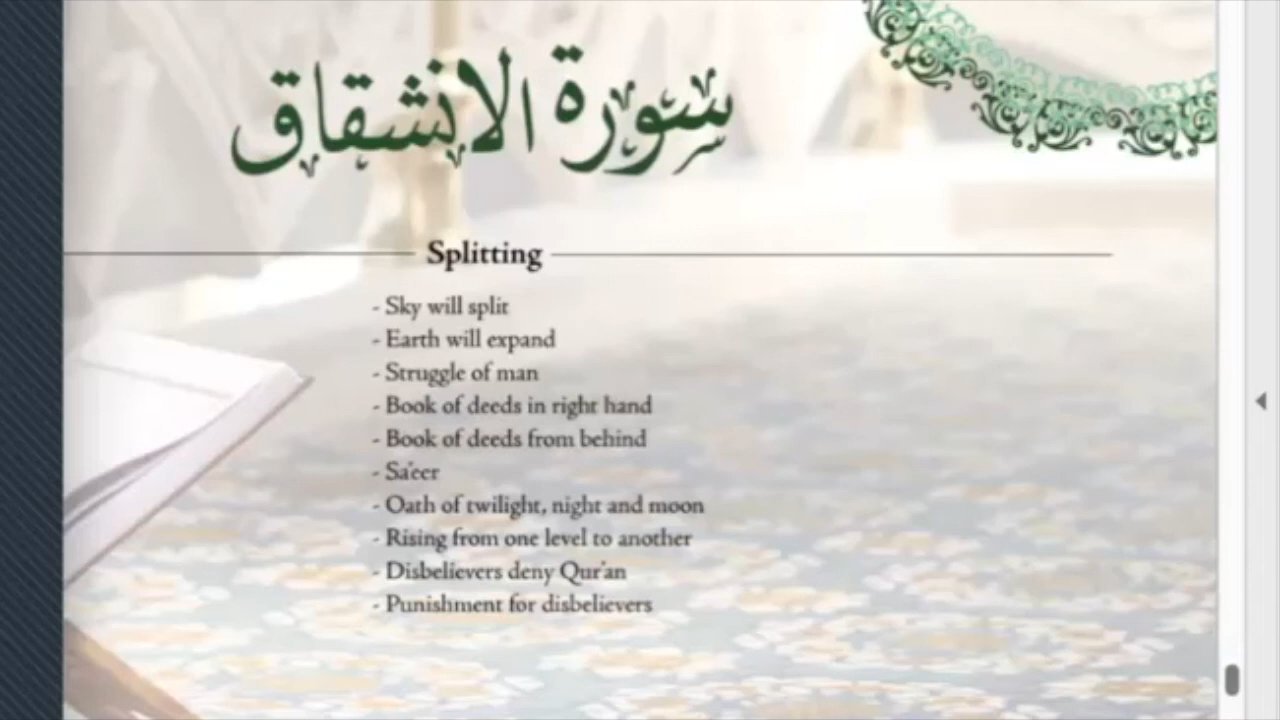 سورة الانشقاق
Splitting
- Sky will split
- Earth will expand
- Struggle of man
- Book of deeds in right hand
- Book of deeds from behind
- Sa'eer
- Oath of twilight, night and moon
- Rising from one level to another
- Disbelievers deny Qur'an
- Punishment for disbelievers